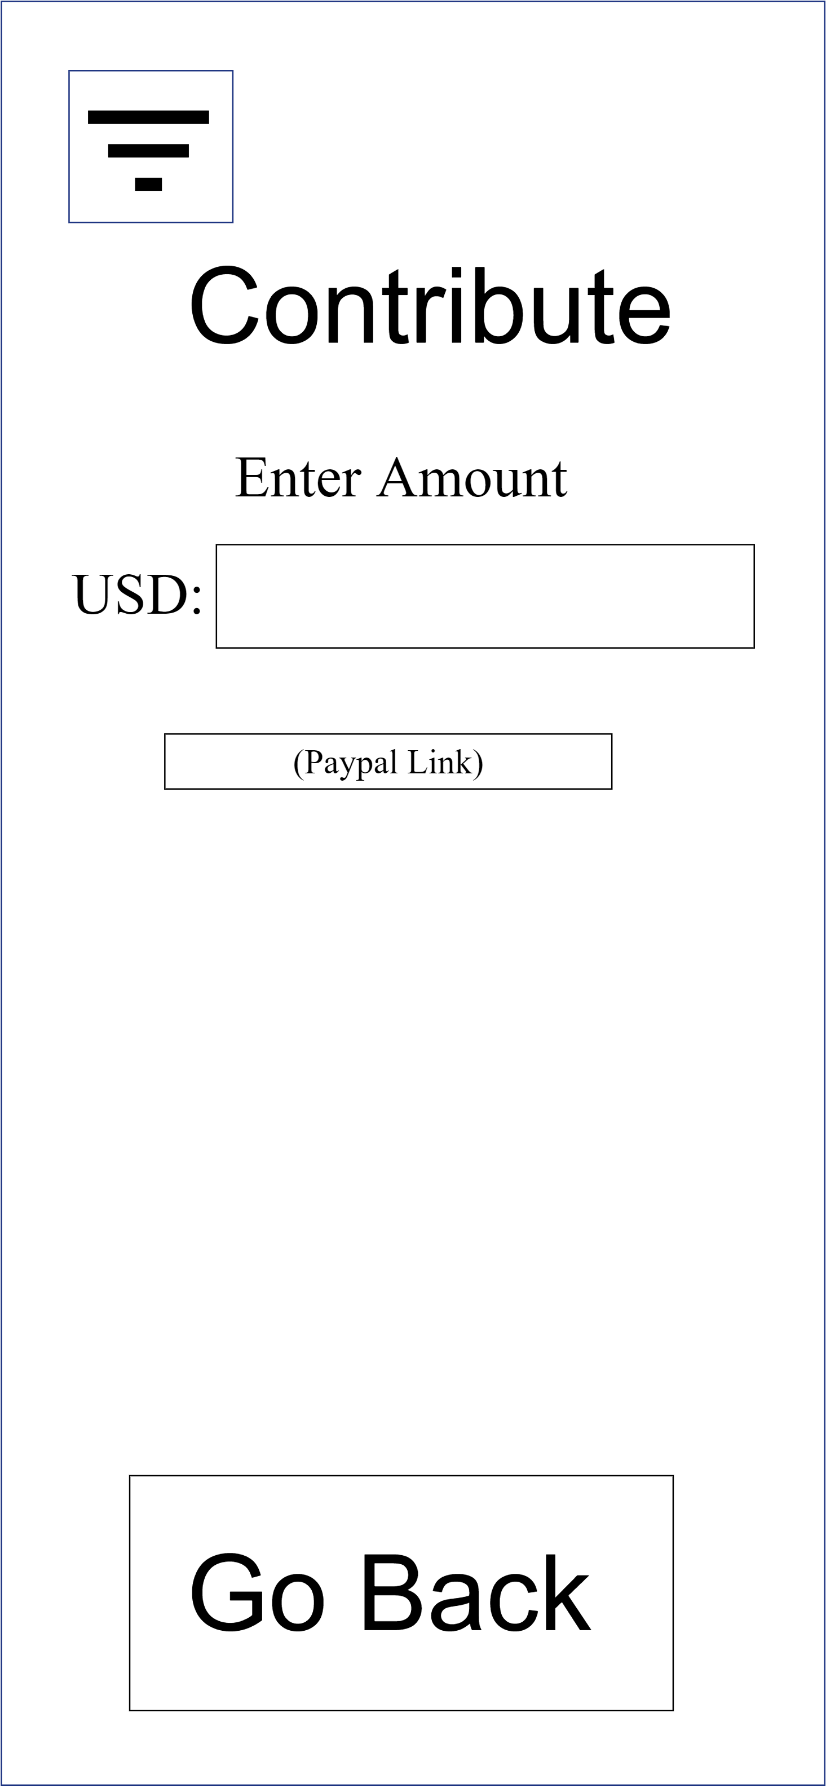 Contribute
Enter Amount
USD:
(Paypal Link)
Go Back